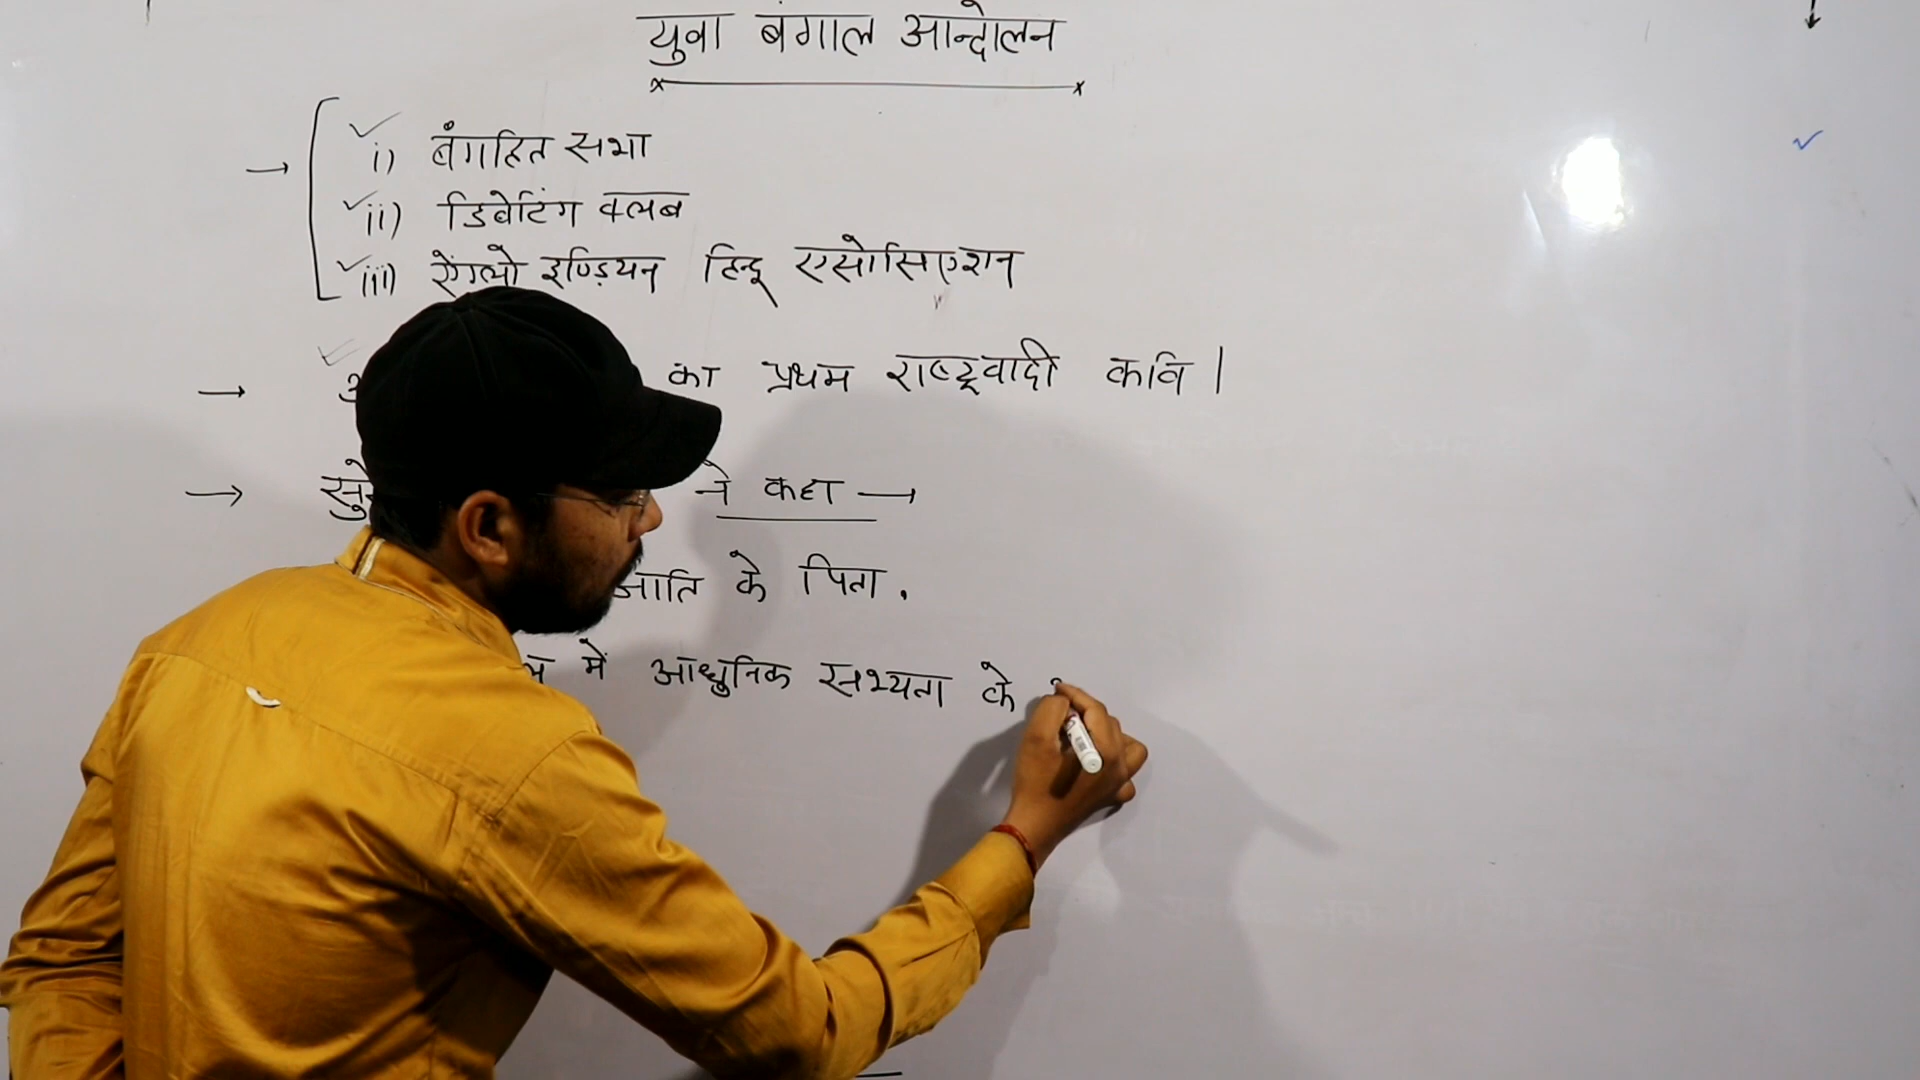 युवा बंगाल आन्दोलन
i) बंगहित सभा
ii) डिबेटिंग क्लब
iii) ऐंग्लो इण्डियन हिन्दू एसोसिएशन
का प्रथम राष्ट्रवादी कवि |
ने कहा →
जाति के पिता .
में आधुनिक सभ्यता के